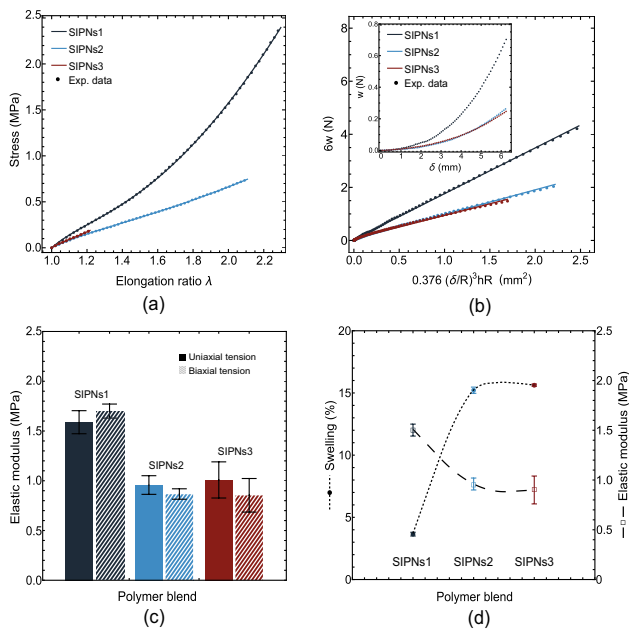 (a)
Stress (MPa)
2.5
2.0
1.5
1.0
0.5
0.0
SIPNs1
SIPNs2
SIPNs3
Exp. data
1.0 1.2 1.4 1.6 1.8 2.0 2.2
Elongation ratio λ
(b)
6w (N)
8
6
4
2
0
SIPNs1
SIPNs2
SIPNs3
Exp. data
w (N)
0.8
0.6
0.4
0.2
0.0
0 1 2 3 4 5 6
δ (mm)
0.0 0.5 1.0 1.5 2.0 2.5 3.0
0.376 (δ/R)³hR (mm²)
Elastic modulus (MPa)
2.5
2.0
1.5
1.0
0.5
0.0
Uniaxial tension
Biaxial tension
SIPNs1
SIPNs2
SIPNs3
Polymer blend
(c)
Swelling (%)
20
15
10
5
0
SIPNs1 SIPNs2 SIPNs3
Polymer blend
2.5
2.0
1.5
1.0
0.5
0.0
Elastic modulus (MPa)
(d)